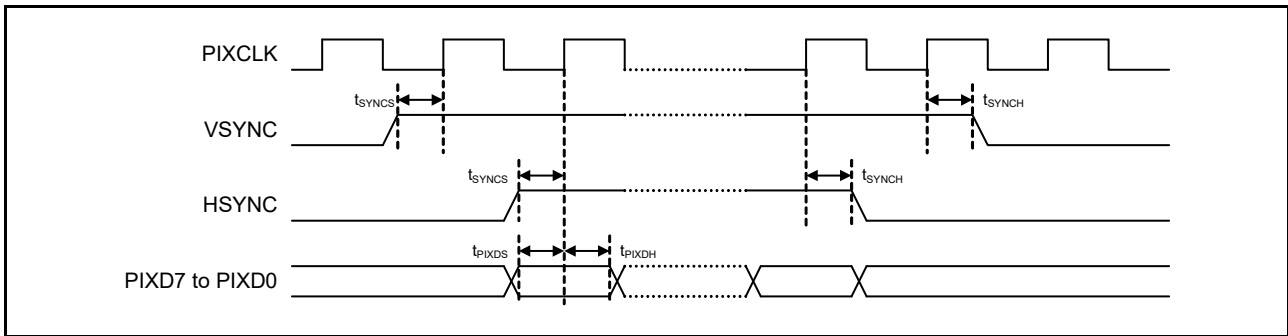 PIXCLK
tSYNCS
tSYNCH
VSYNC
tSYNCS
tSYNCH
HSYNC
tPIXDS
tPIXDH
PIXD7 to PIXD0